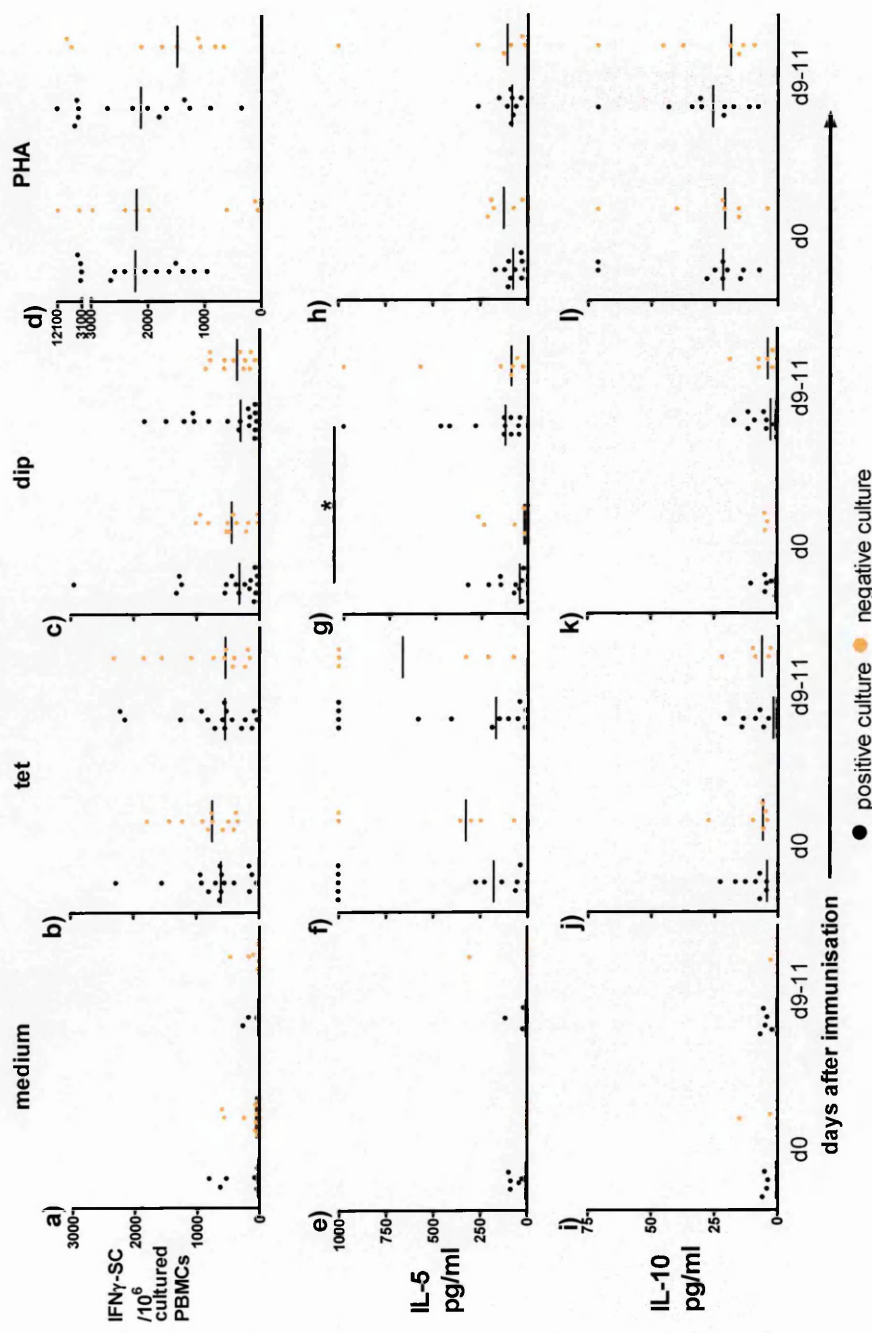 medium
tet
dip
PHA
a)
b)
c)
d)
3000
2000
1000
0
12100
3100
3000
2000
1000
0
IFNγ-SC
/10⁶
cultured
PBMCs
e)
f)
g)
h)
1000
750
500
250
0
IL-5
pg/ml
*
i)
j)
k)
l)
75
50
25
0
IL-10
pg/ml
d0
d9-11
d0
d9-11
d0
d9-11
d0
d9-11
days after immunisation
positive culture
negative culture